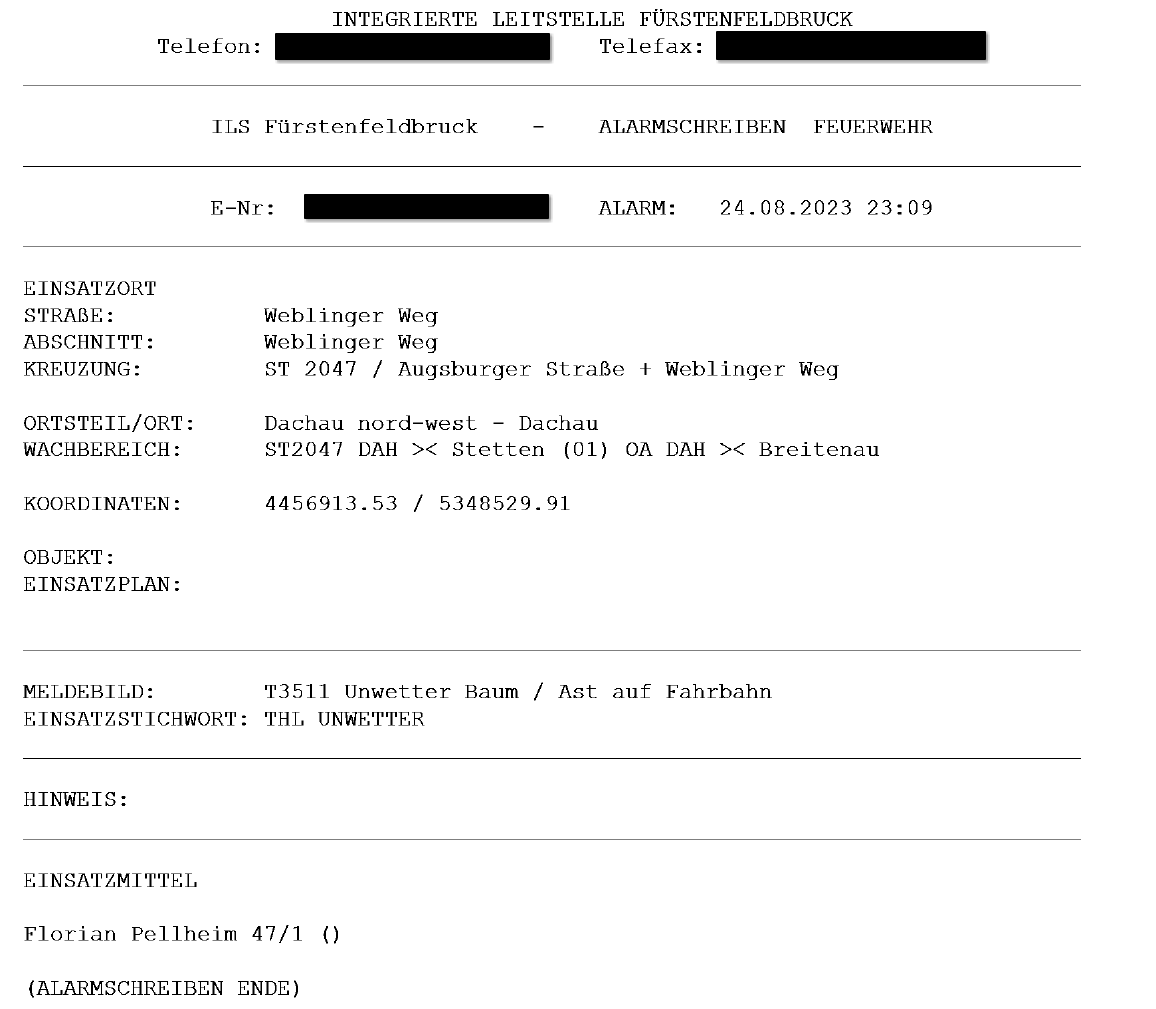 INTEGRIERTE LEITSTELLE FÜRSTENFELDBRUCK
Telefon: Telefax:
ILS Fürstenfeldbruck - ALARMSCHREIBEN FEUERWEHR
E-Nr: ALARM: 24.08.2023 23:09
EINSATZORT
STRAßE: Weblinger Weg
ABSCHNITT: Weblinger Weg
KREUZUNG: ST 2047 / Augsburger Straße + Weblinger Weg
ORTSTEIL/ORT: Dachau nord-west - Dachau
WACHBEREICH: ST2047 DAH >< Stetten (01) OA DAH >< Breitenau
KOORDINATEN: 4456913.53 / 5348529.91
OBJEKT:
EINSATZPLAN:
MELDEBILD: T3511 Unwetter Baum / Ast auf Fahrbahn
EINSATZSTICHWORT: THL UNWETTER
HINWEIS:
EINSATZMITTEL
Florian Pellheim 47/1 ()
(ALARMSCHREIBEN ENDE)